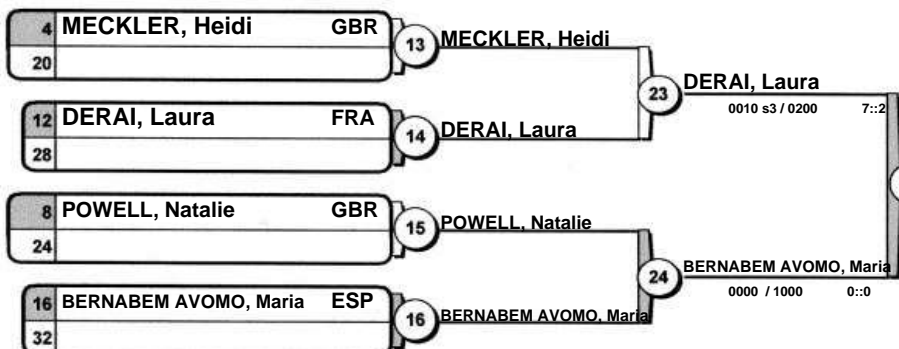 4 MECKLER, Heidi GBR
20
13 MECKLER, Heidi
12 DERAI, Laura FRA
28
14 DERAI, Laura
23 DERAI, Laura
0010 s3 / 0200 7::2
8 POWELL, Natalie GBR
24
15 POWELL, Natalie
16 BERNABEM AVOMO, Maria ESP
32
16 BERNABEM AVOMO, Maria
24 BERNABEM AVOMO, Maria
0000 / 1000 0::0